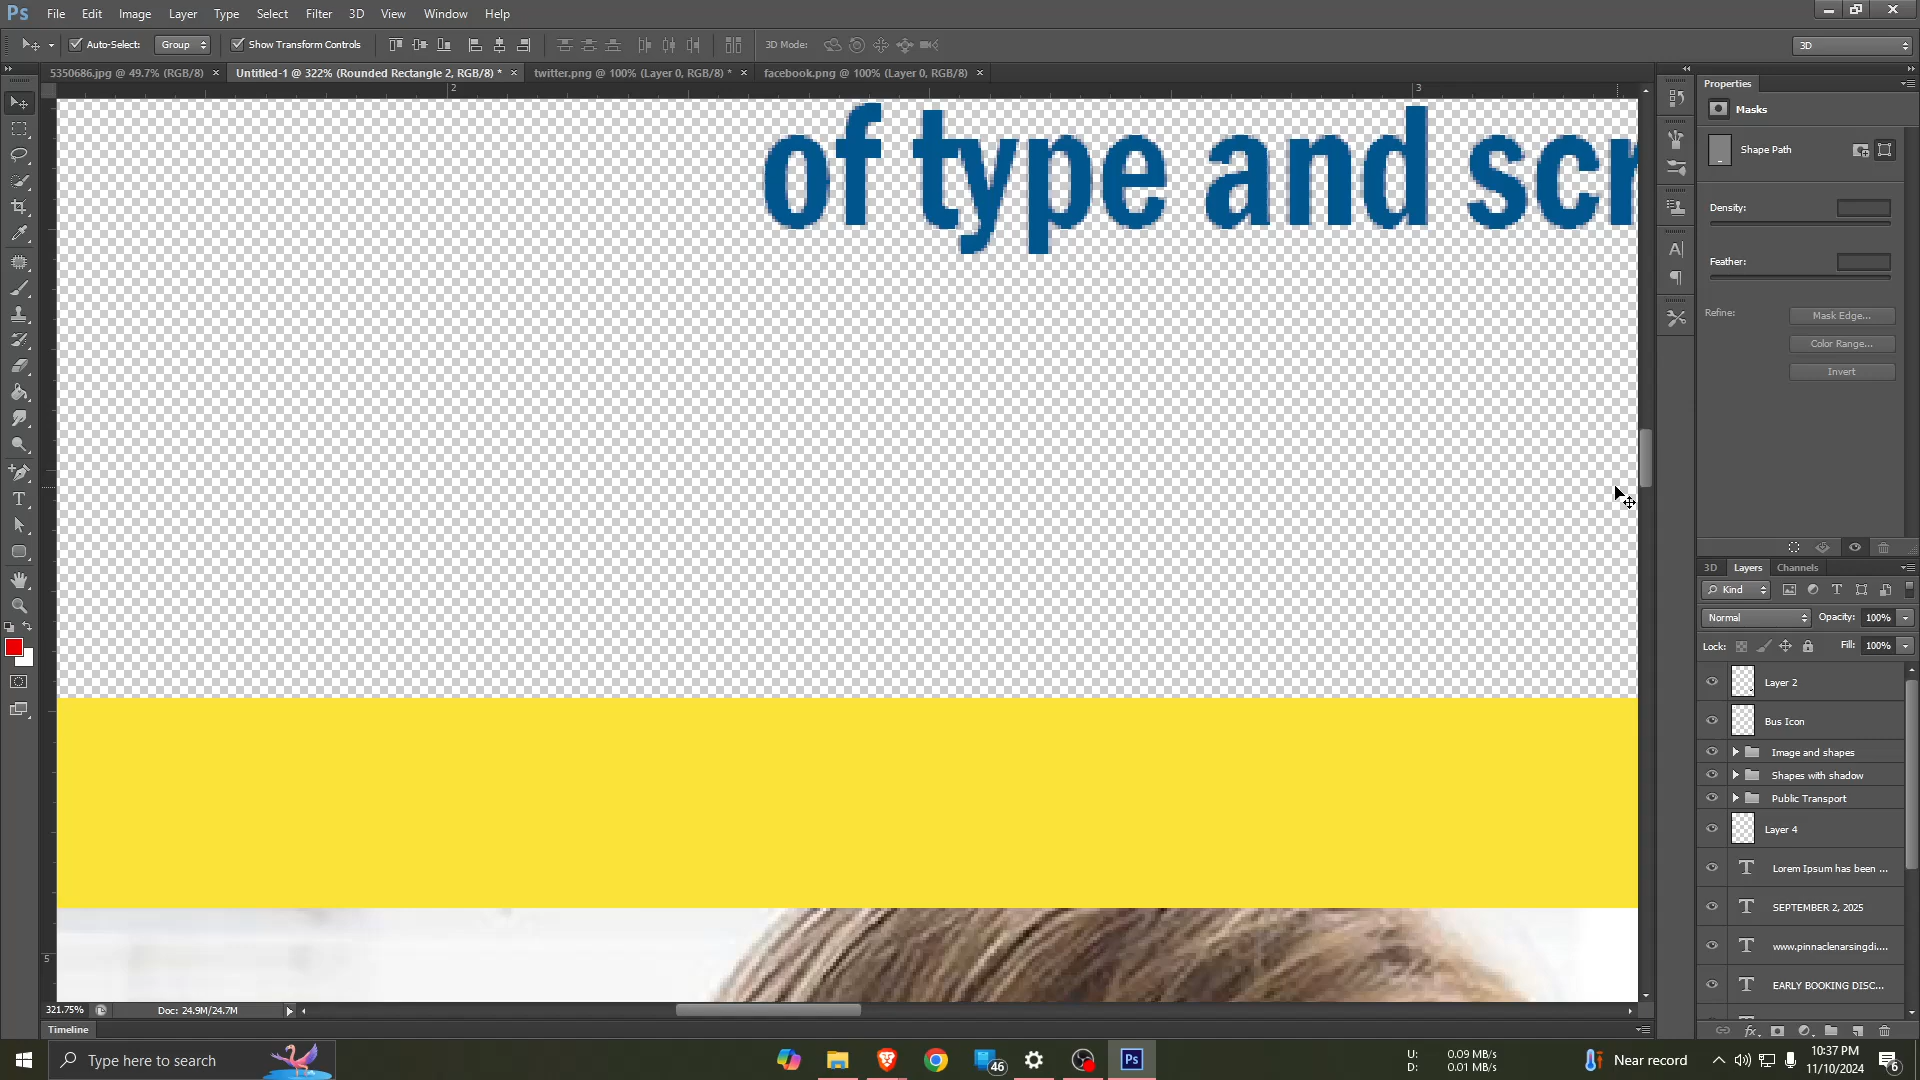 Ps File Edit Image Layer Type Select Filter 3D View Window Help
Auto-Select: Group Show Transform Controls 3D Mode: 3D
5350686.jpg @ 49.7% (RGB/8) × Untitled-1 @ 322% (Rounded Rectangle 2, RGB/8) * × twitter.png @ 100% (Layer 0, RGB/8) * × facebook.png @ 100% (Layer 0, RGB/8) ×
2 3
Properties
Masks
Shape Path
Density:
Feather:
Refine: Mask Edge...
Color Range...
Invert
of type and scr
3D Layers Channels
Kind
Normal Opacity: 100%
Lock: Fill: 100%
Layer 2
Bus Icon
Image and shapes
Shapes with shadow
Public Transport
Layer 4
Lorem Ipsum has been ...
SEPTEMBER 2, 2025
www.pinnaclenarsingdi....
EARLY BOOKING DISC...
5
321.75% Doc: 24.9M/24.7M
Timeline
Type here to search
46
Ps
U: 0.09 MB/s
D: 0.01 MB/s
Near record
10:37 PM
11/10/2024
6